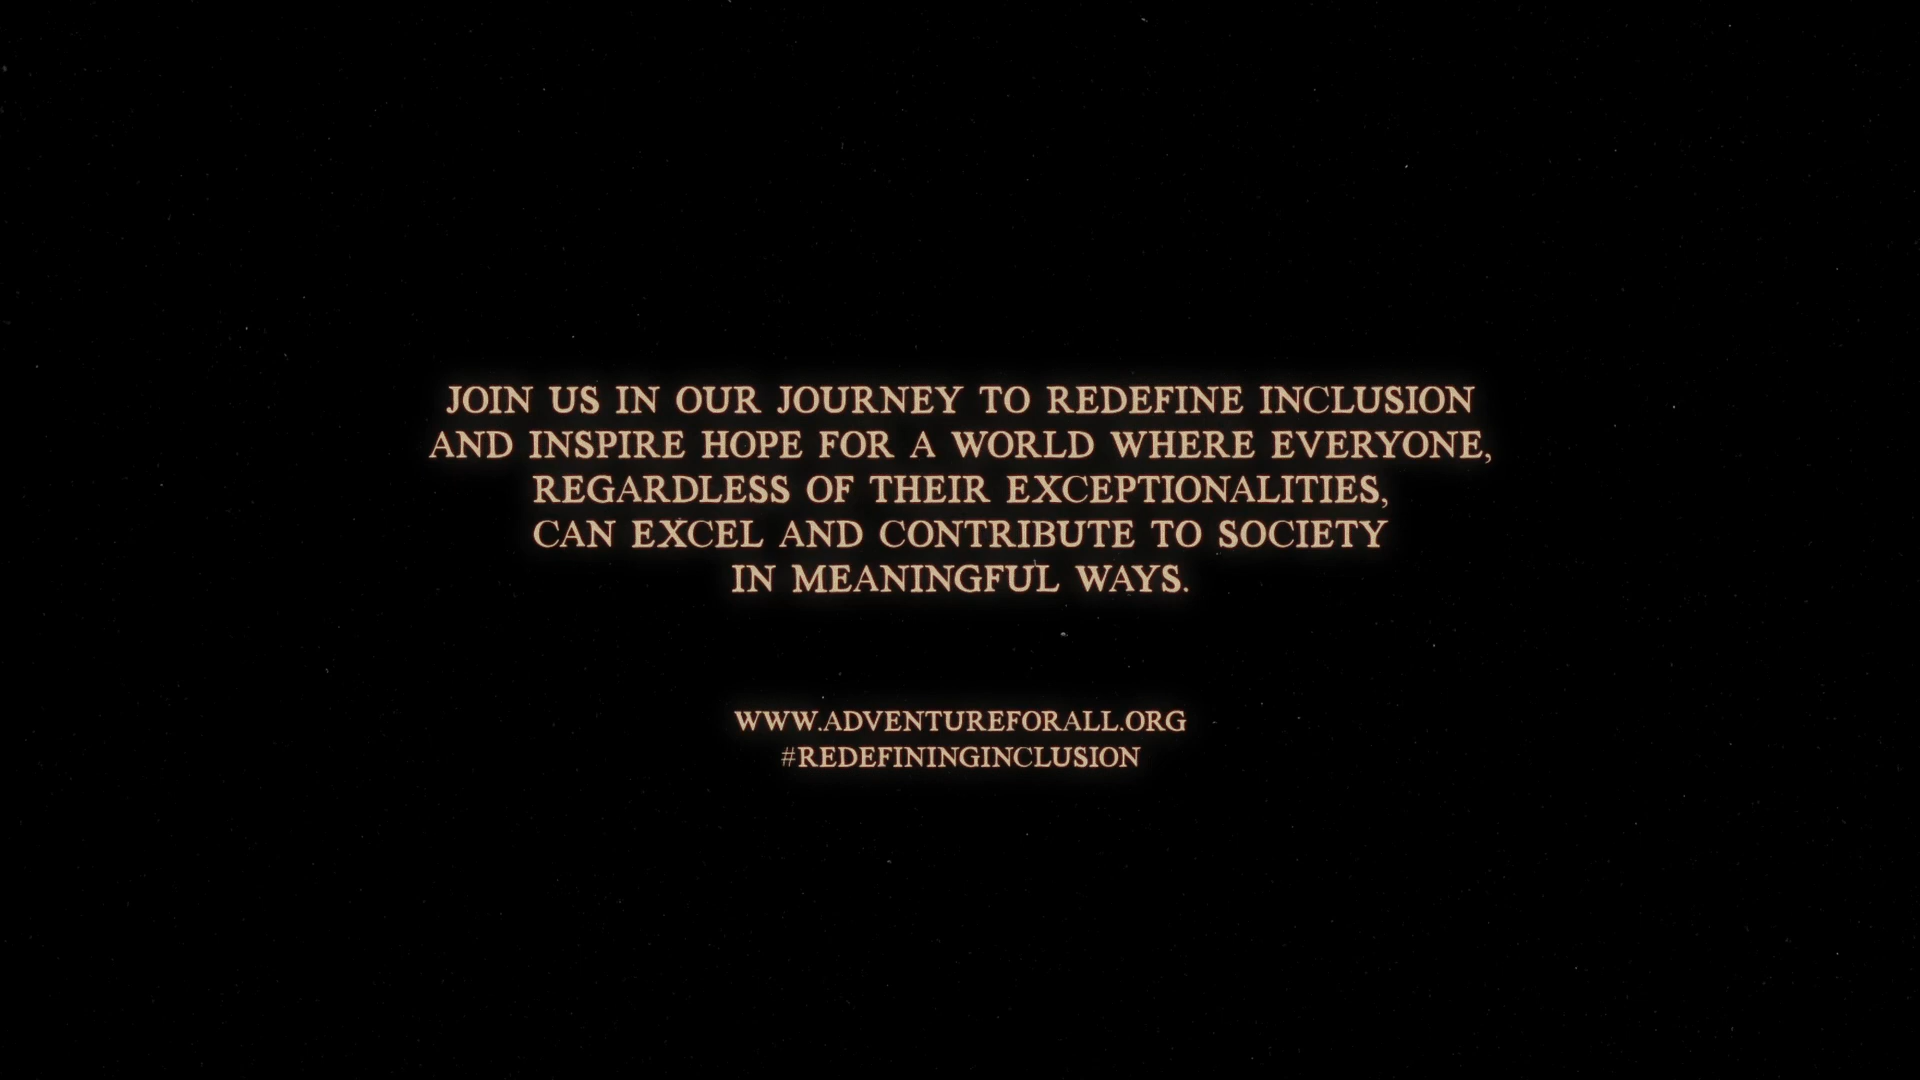 JOIN US IN OUR JOURNEY TO REDEFINE INCLUSION
AND INSPIRE HOPE FOR A WORLD WHERE EVERYONE,
REGARDLESS OF THEIR EXCEPTIONALITIES,
CAN EXCEL AND CONTRIBUTE TO SOCIETY
IN MEANINGFUL WAYS.
WWW.ADVENTUREFORALL.ORG
#REDEFININGINCLUSION